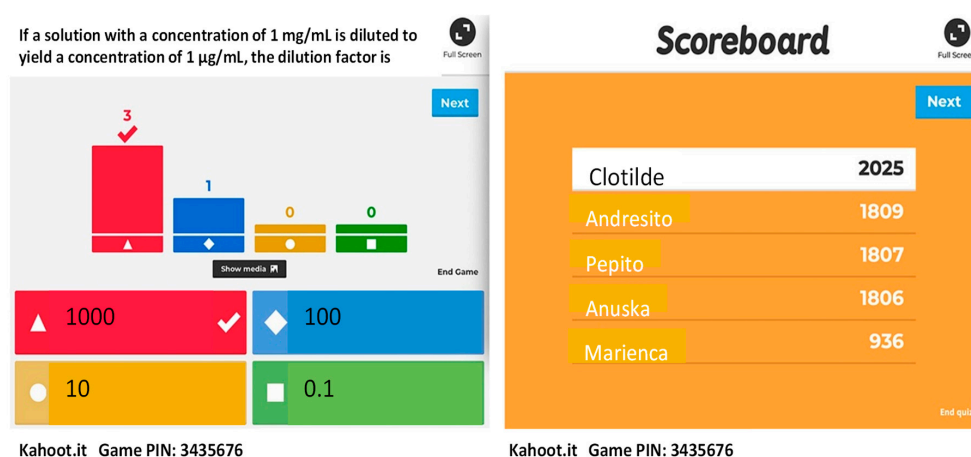 If a solution with a concentration of 1 mg/mL is diluted to
yield a concentration of 1 µg/mL, the dilution factor is
Full Screen
Next
3
1
0
0
Show media
End Game
1000
100
10
0.1
Kahoot.it Game PIN: 3435676
Scoreboard
Full Scree
Next
Clotilde 2025
Andresito 1809
Pepito 1807
Anuska 1806
Marienca 936
End qui
Kahoot.it Game PIN: 3435676